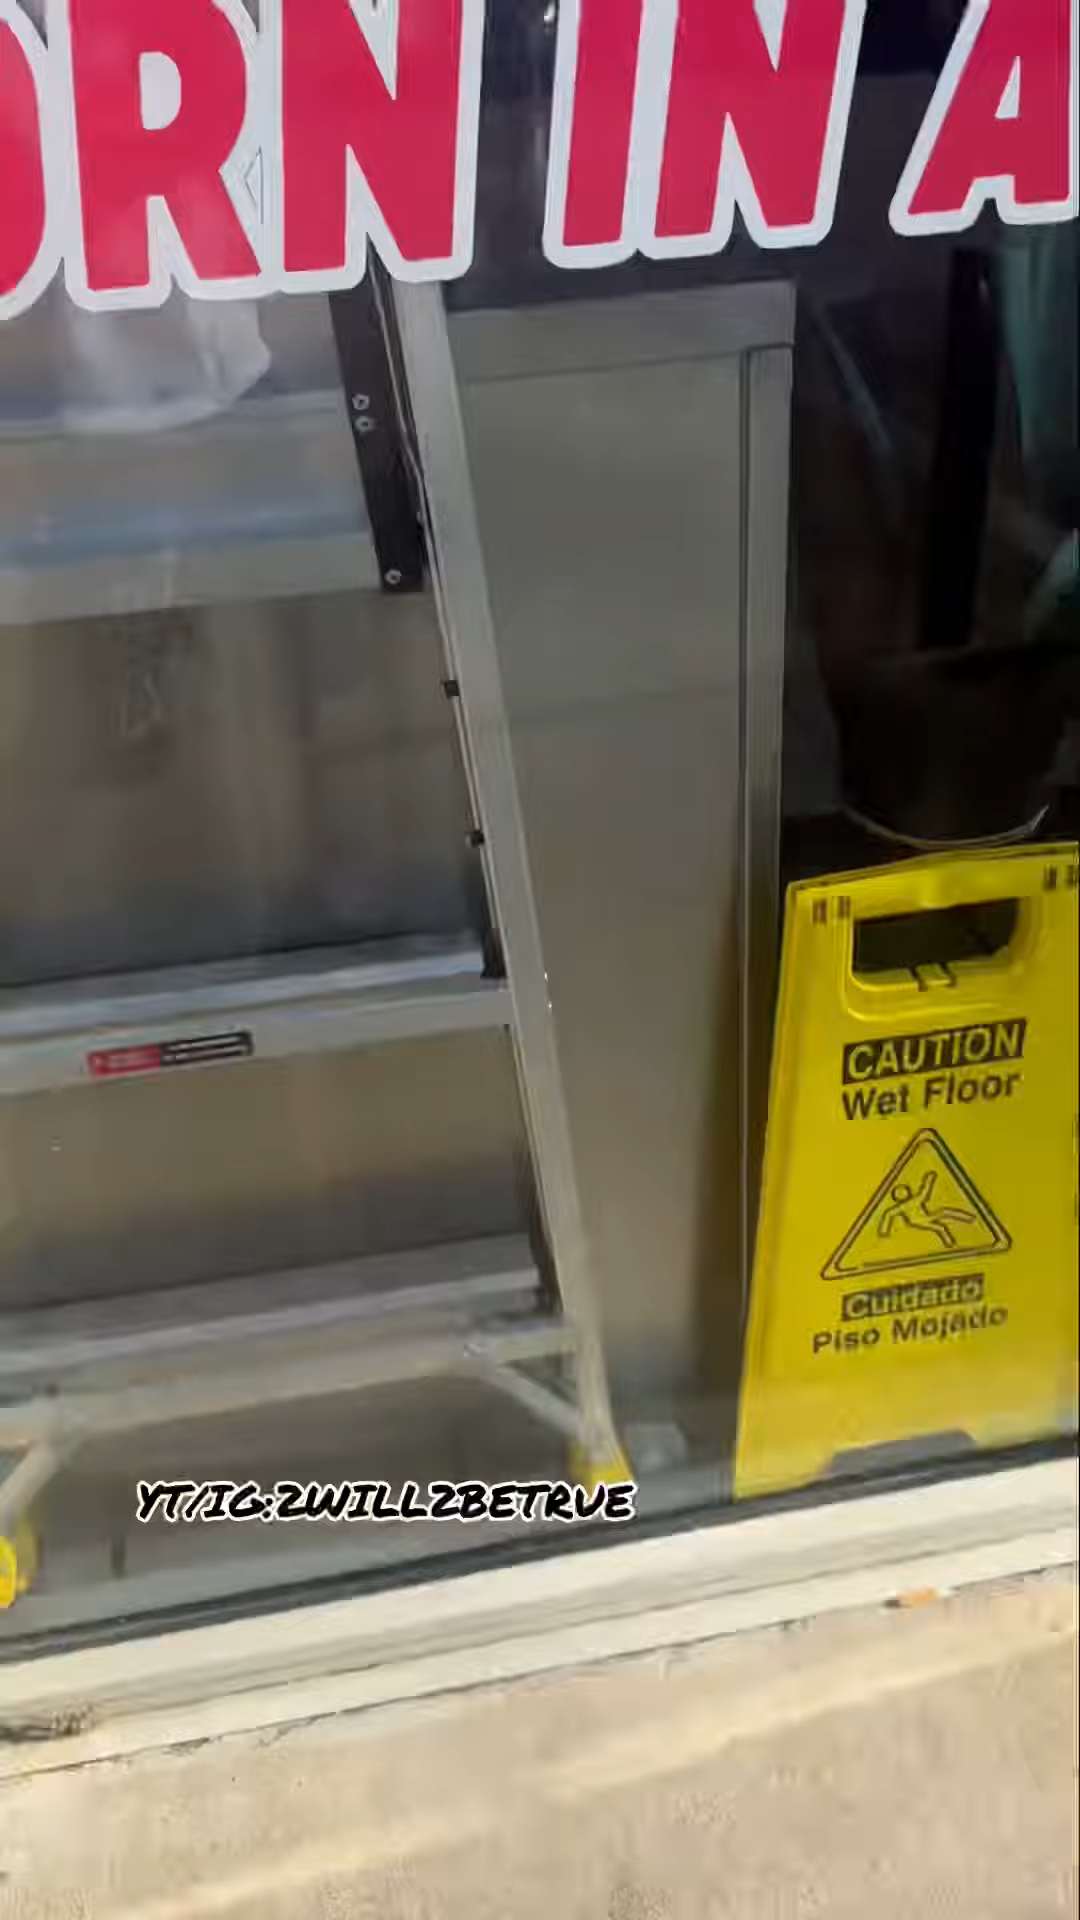 ORN IN A
CAUTION
Wet Floor
Cuidado
Piso Mojado
YT/IG:2WILL2BETRUE